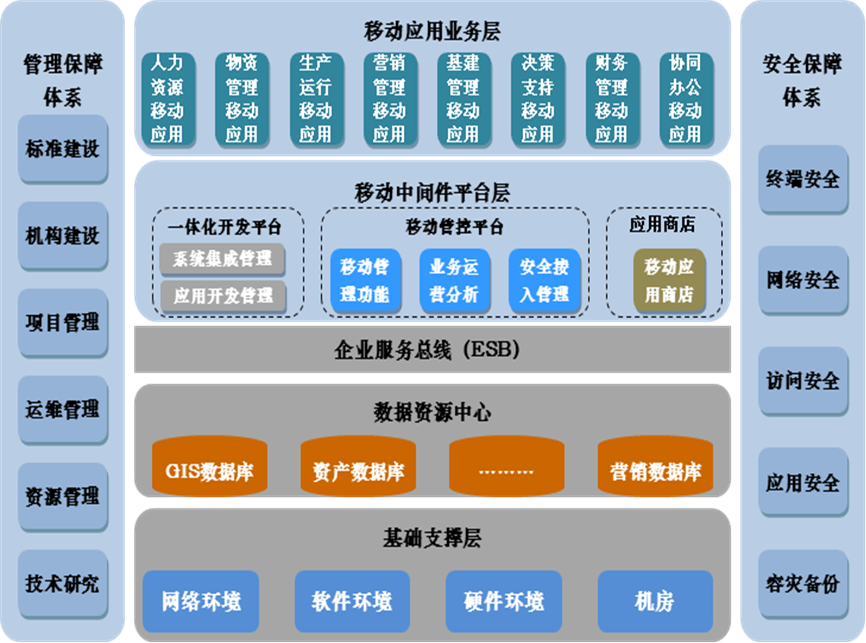 管理保障
体系
标准建设
机构建设
项目管理
运维管理
资源管理
技术研究
移动应用业务层
人力
资源
移动
应用
物资
管理
移动
应用
生产
运行
移动
应用
营销
管理
移动
应用
基建
管理
移动
应用
决策
支持
移动
应用
财务
管理
移动
应用
协同
办公
移动
应用
移动中间件平台层
一体化开发平台
系统集成管理
应用开发管理
移动管控平台
移动管
理功能
业务运
营分析
安全接
入管理
应用商店
移动应
用商店
企业服务总线（ESB）
数据资源中心
GIS数据库
资产数据库
………
营销数据库
基础支撑层
网络环境
软件环境
硬件环境
机房
安全保障
体系
终端安全
网络安全
访问安全
应用安全
容灾备份